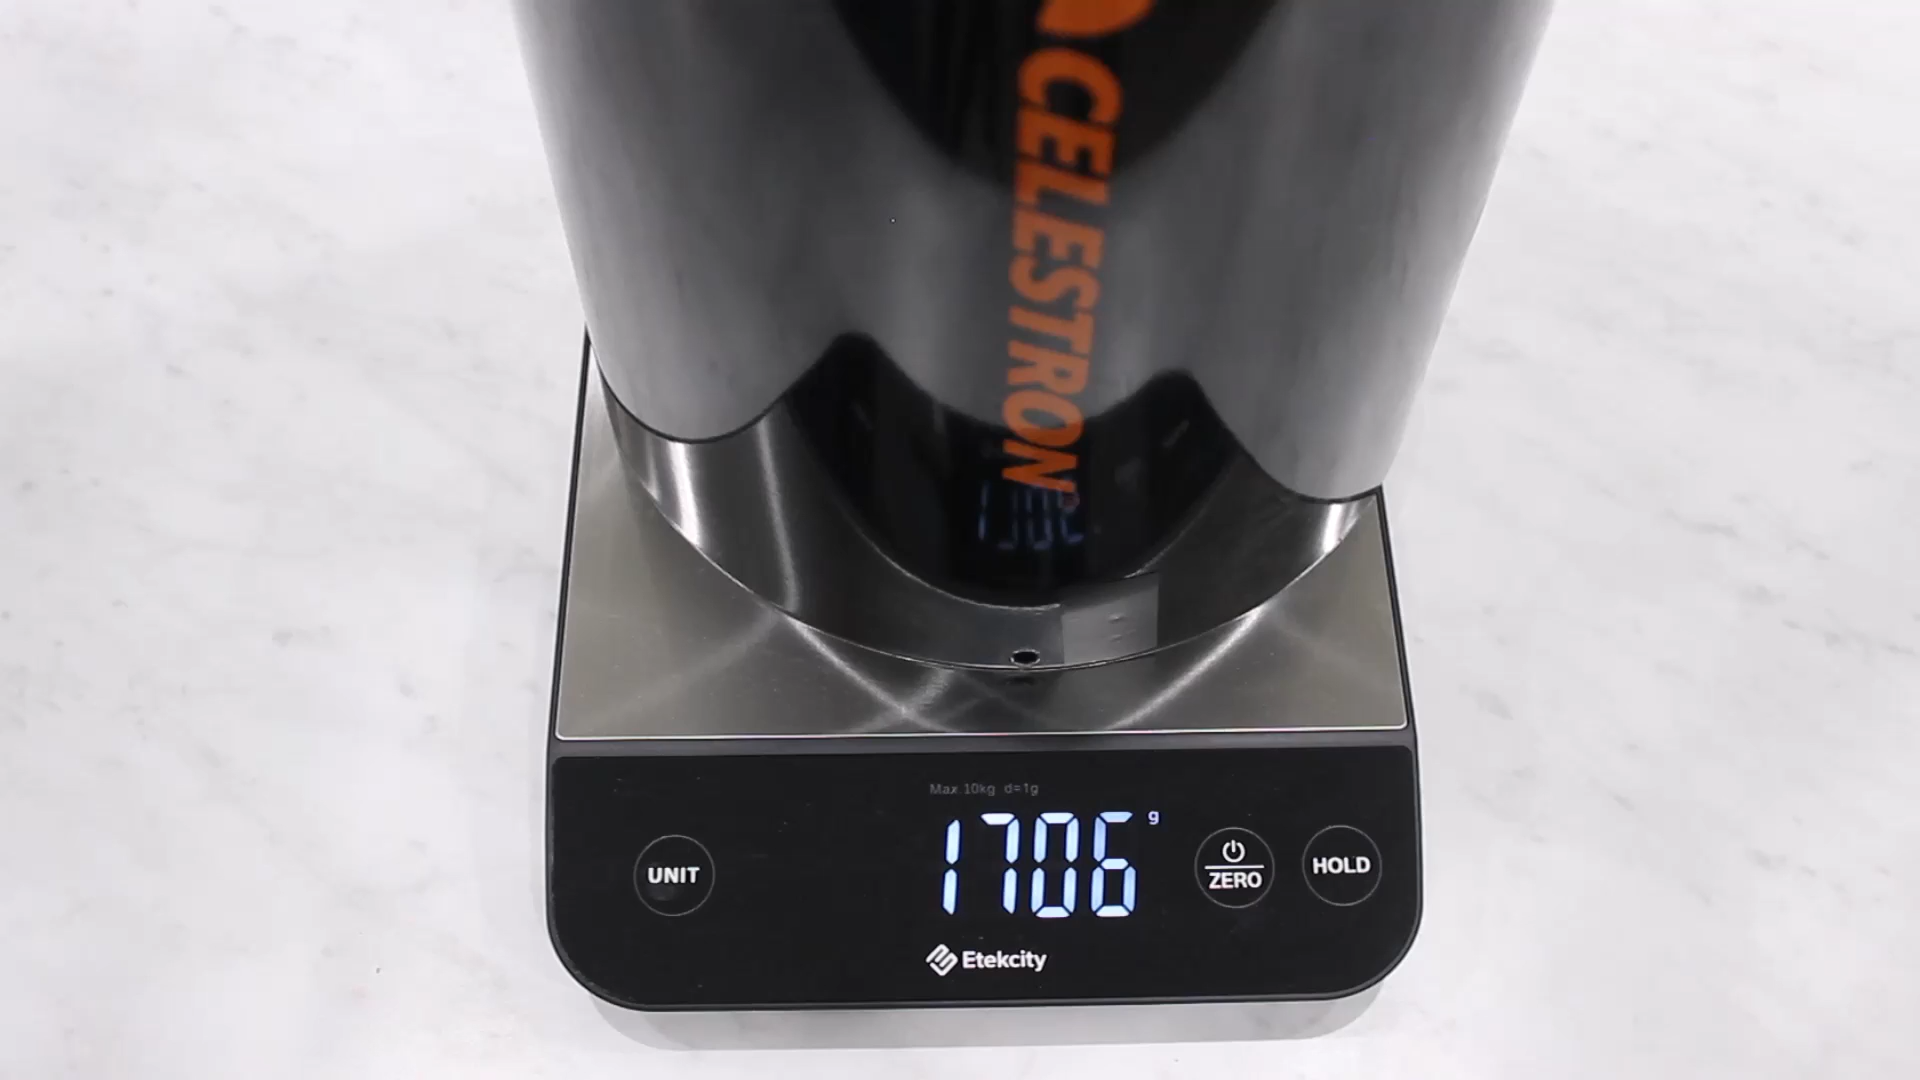 CELESTRON
Max 10kg d=1g
1706 g
UNIT
ZERO
HOLD
Etekcity